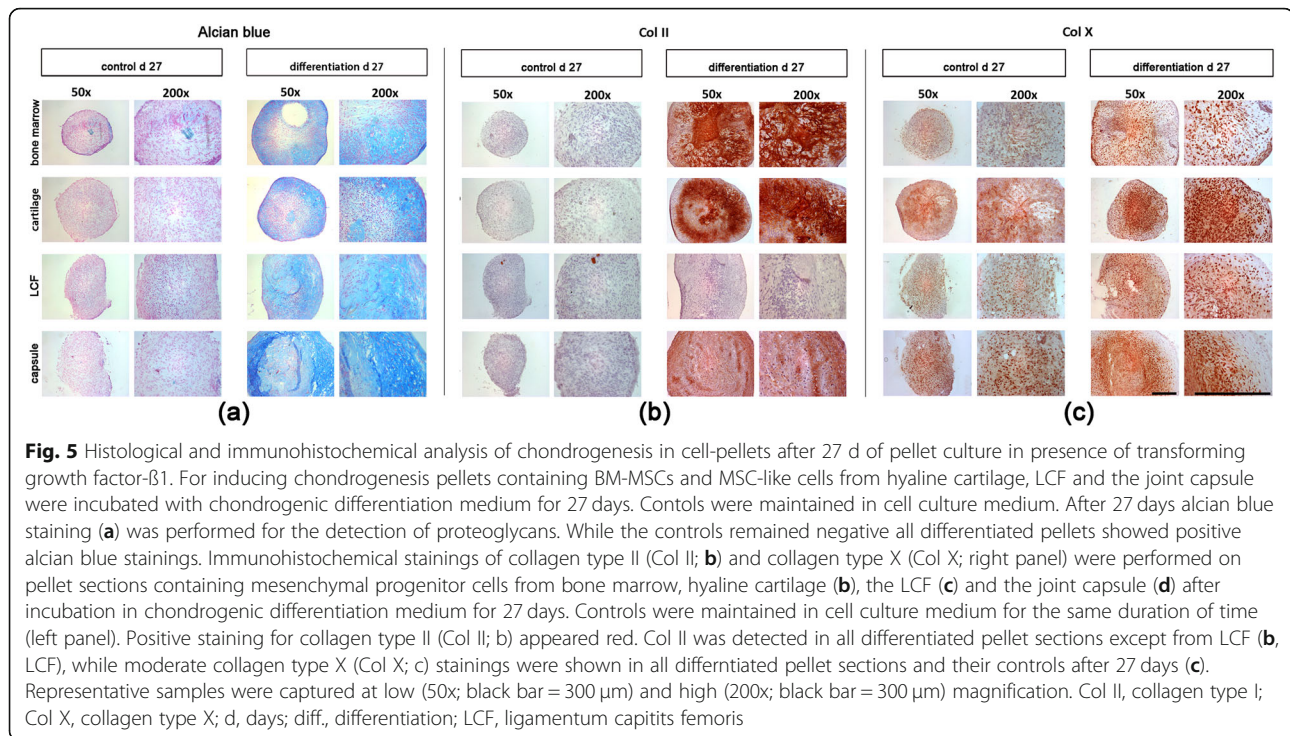 Alcian blue
Col II
Col X
control d 27
differentiation d 27
control d 27
differentiation d 27
control d 27
differentiation d 27
50x 200x 50x 200x 50x 200x 50x 200x 50x 200x 50x 200x
bone marrow
cartilage
LCF
capsule
(a)
(b)
(c)
Fig. 5 Histological and immunohistochemical analysis of chondrogenesis in cell-pellets after 27 d of pellet culture in presence of transforming
growth factor-ß1. For inducing chondrogenesis pellets containing BM-MSCs and MSC-like cells from hyaline cartilage, LCF and the joint capsule
were incubated with chondrogenic differentiation medium for 27 days. Contols were maintained in cell culture medium. After 27 days alcian blue
staining (a) was performed for the detection of proteoglycans. While the controls remained negative all differentiated pellets showed positive
alcian blue stainings. Immunohistochemical stainings of collagen type II (Col II; b) and collagen type X (Col X; right panel) were performed on
pellet sections containing mesenchymal progenitor cells from bone marrow, hyaline cartilage (b), the LCF (c) and the joint capsule (d) after
incubation in chondrogenic differentiation medium for 27 days. Controls were maintained in cell culture medium for the same duration of time
(left panel). Positive staining for collagen type II (Col II; b) appeared red. Col II was detected in all differentiated pellet sections except from LCF (b,
LCF), while moderate collagen type X (Col X; c) stainings were shown in all differntiated pellet sections and their controls after 27 days (c).
Representative samples were captured at low (50x; black bar = 300 µm) and high (200x; black bar = 300 µm) magnification. Col II, collagen type I;
Col X, collagen type X; d, days; diff., differentiation; LCF, ligamentum capitits femoris